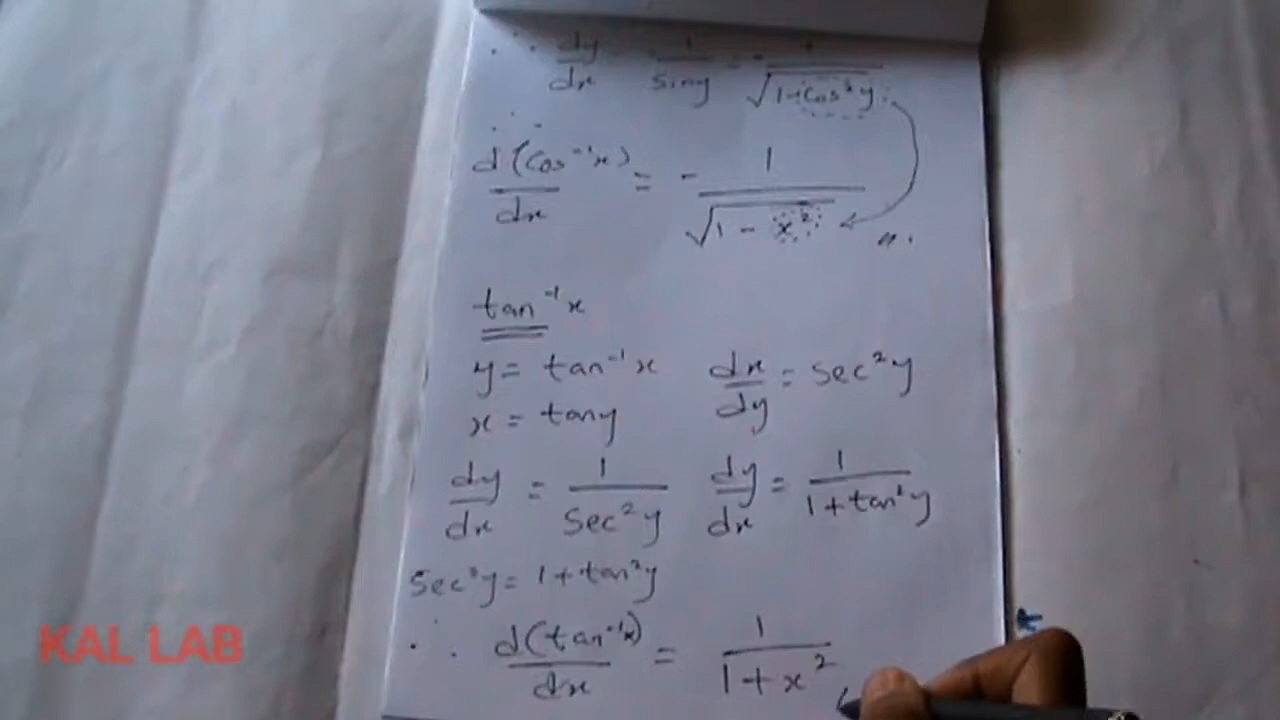 ∴ dy/dx = - 1/sin y = - 1/√(1-cos²y)
∴ d(cos⁻¹x)/dx = - 1/√(1 - x²)
tan⁻¹x
y = tan⁻¹x dx/dy = sec²y
x = tan y
dy/dx = 1/sec²y dy/dx = 1/1+tan²y
sec²y = 1 + tan²y
∴ d(tan⁻¹x)/dx = 1/1+x²
KAL LAB